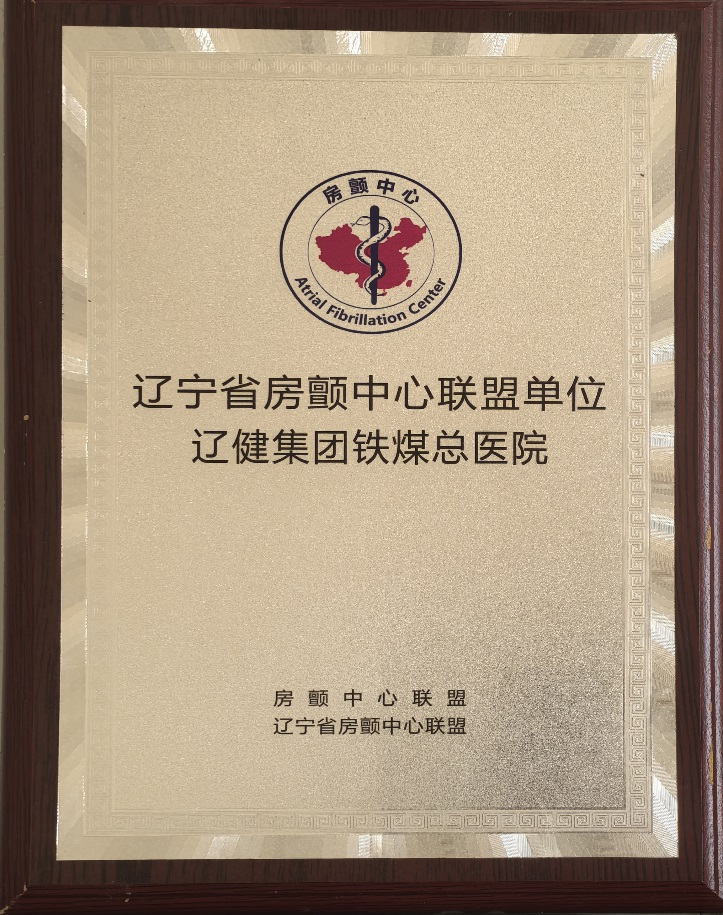 房颤中心
Atrial Fibrillation Center
辽宁省房颤中心联盟单位
辽健集团铁煤总医院
房颤中心联盟
辽宁省房颤中心联盟